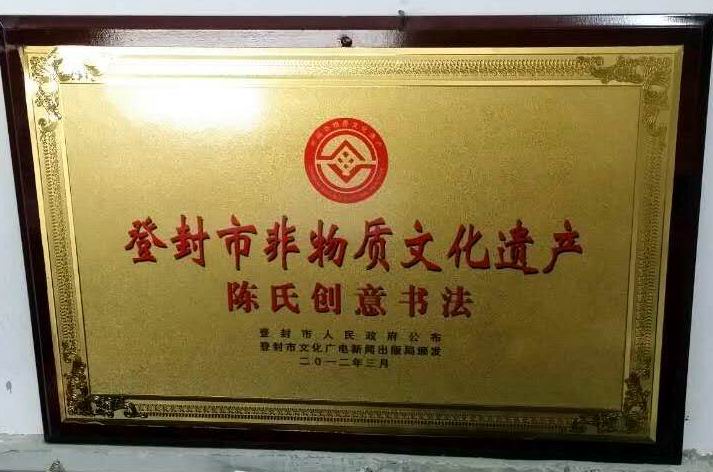 登封市非物质文化遗产
陈氏创意书法
登封市人民政府公布
登封市文化广电新闻出版局颁发
二〇一二年三月